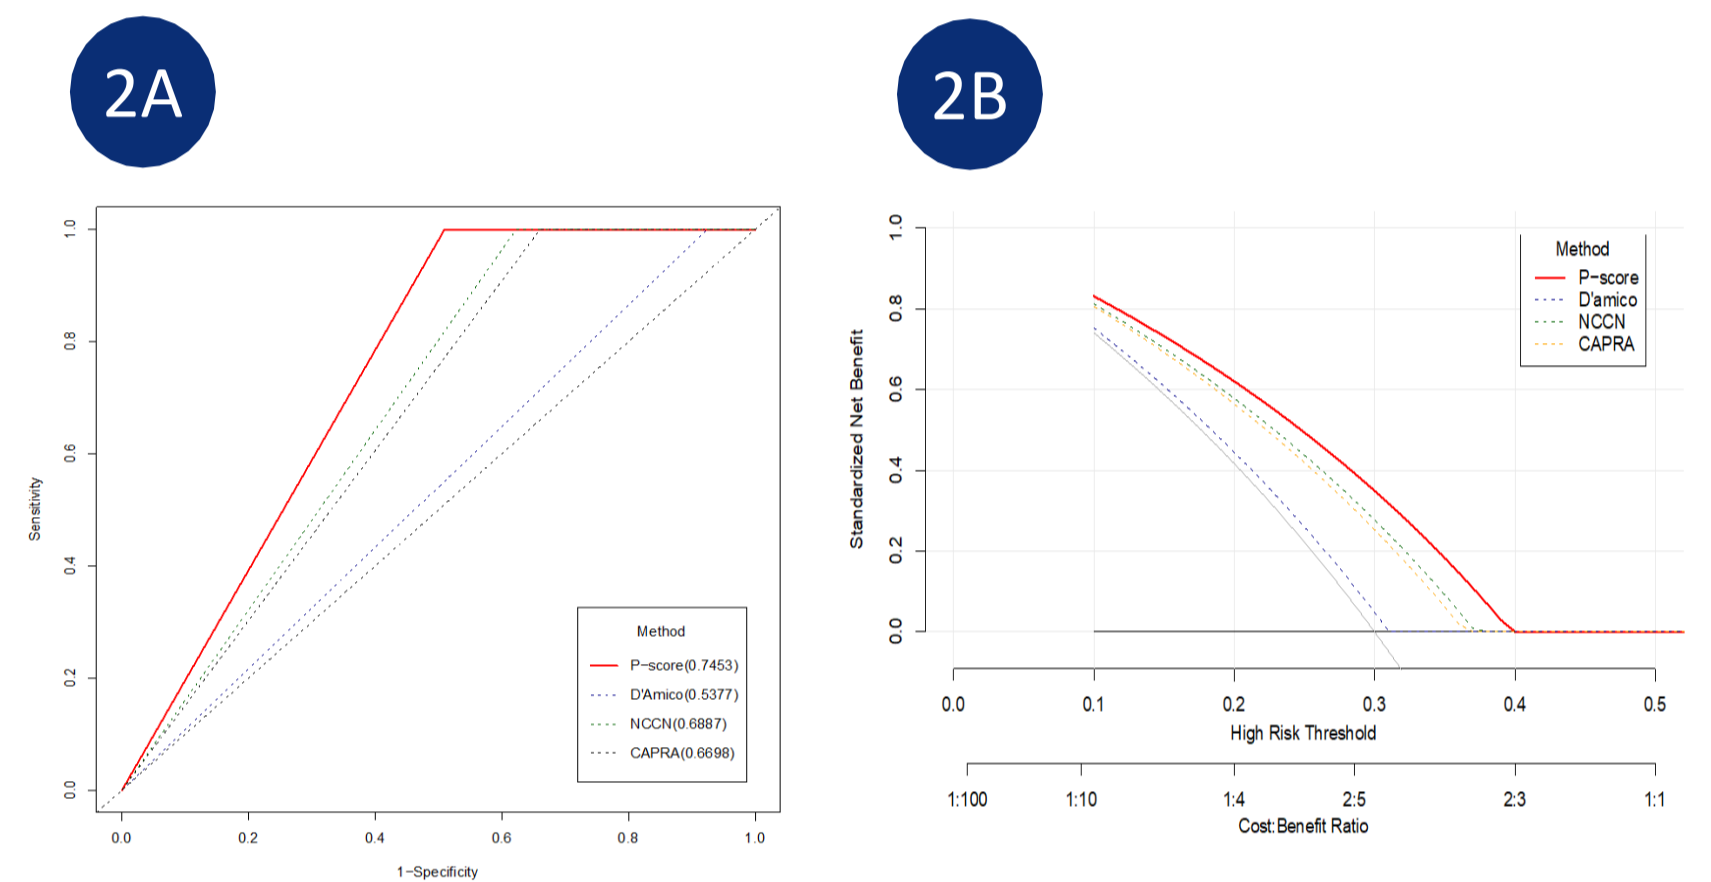 2A
1.0
0.8
0.6
0.4
0.2
0.0
Sensitivity
Method
P−score(0.7453)
D'Amico(0.5377)
NCCN(0.6887)
CAPRA(0.6698)
0.0 0.2 0.4 0.6 0.8 1.0
1−Specificity
2B
1.0
0.8
0.6
0.4
0.2
0.0
Standardized Net Benefit
Method
P−score
D'amico
NCCN
CAPRA
0.0 0.1 0.2 0.3 0.4 0.5
High Risk Threshold
1:100 1:10 1:4 2:5 2:3 1:1
Cost:Benefit Ratio